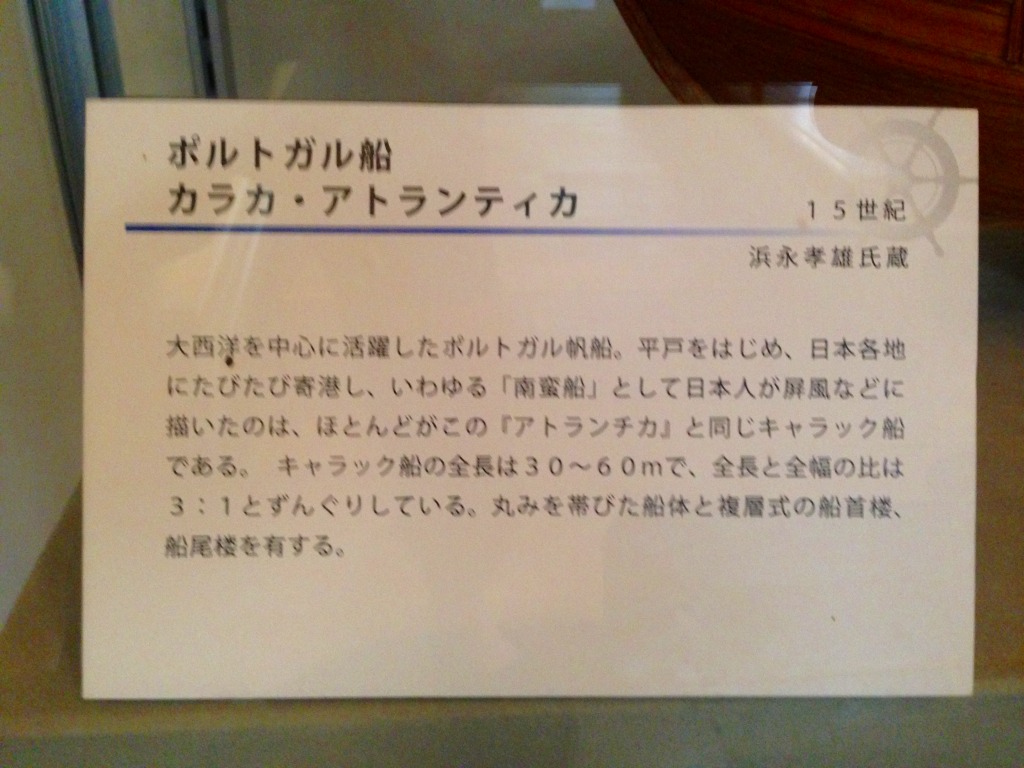 ポルトガル船
カラカ・アトランティカ
１５世紀
浜永孝雄氏蔵
大西洋を中心に活躍したポルトガル帆船。平戸をはじめ、日本各地
にたびたび寄港し、いわゆる「南蛮船」として日本人が屏風などに
描いたのは、ほとんどがこの『アトランチカ』と同じキャラック船
である。　キャラック船の全長は３０～６０ｍで、全長と全幅の比は
３：１とずんぐりしている。丸みを帯びた船体と複層式の船首楼、
船尾楼を有する。